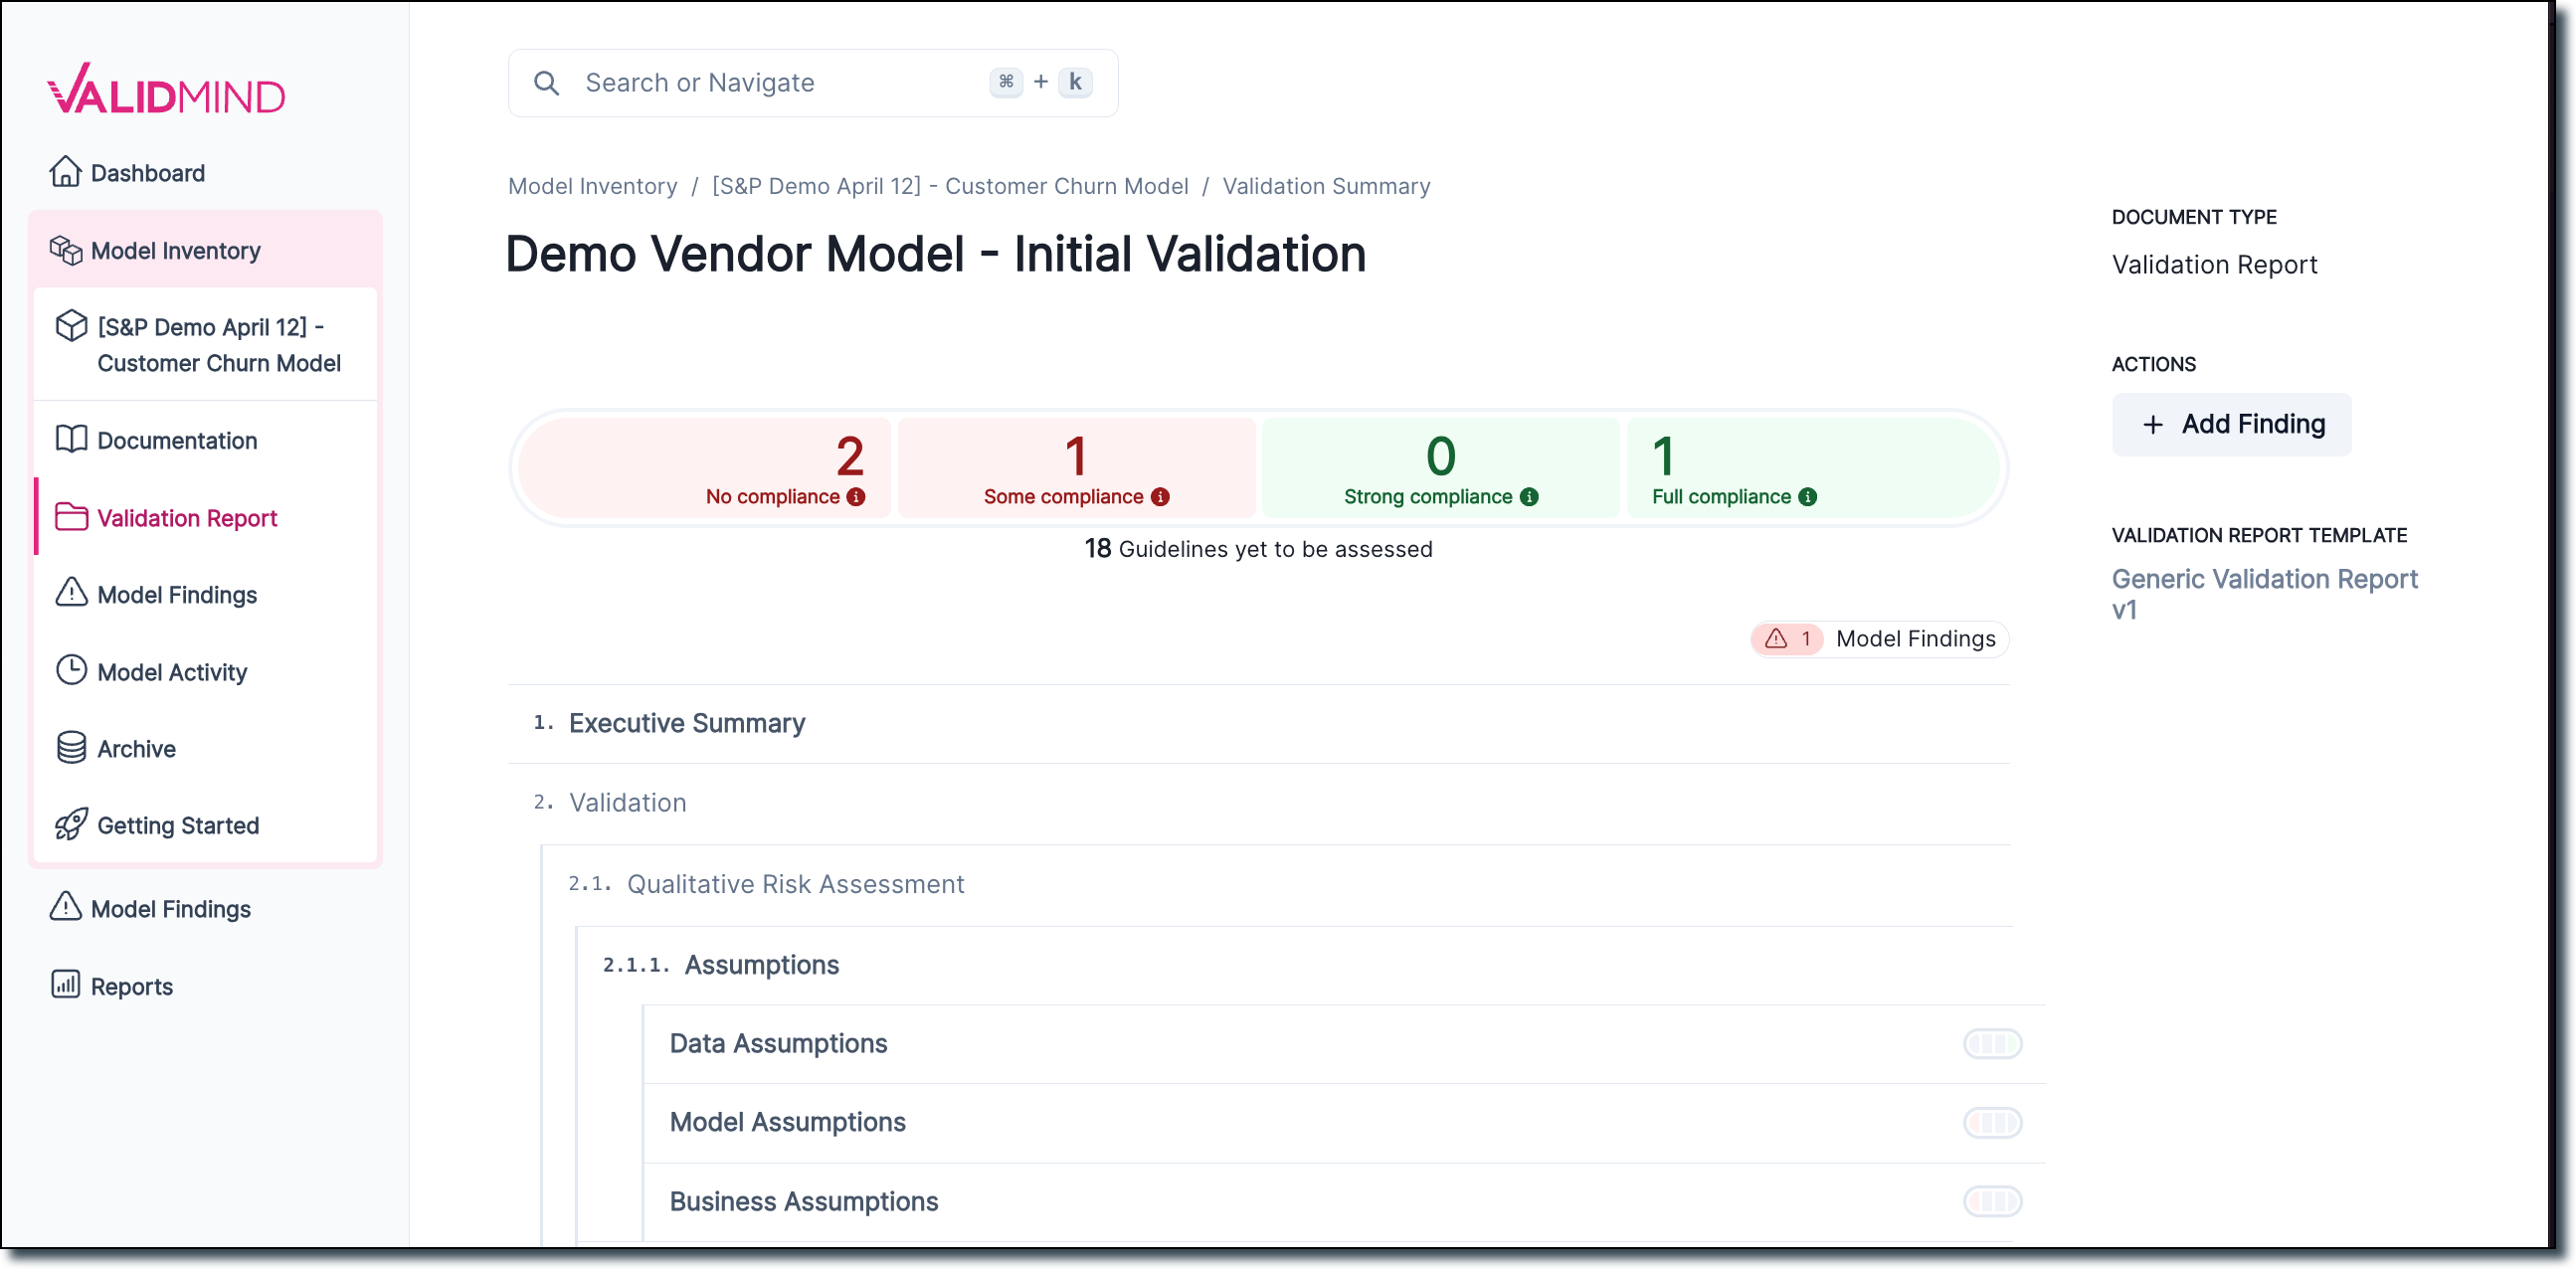 VALIDMIND
Dashboard
Model Inventory
[S&P Demo April 12] -
Customer Churn Model
Documentation
Validation Report
Model Findings
Model Activity
Archive
Getting Started
Model Findings
Reports
Search or Navigate ⌘ + k
Model Inventory / [S&P Demo April 12] - Customer Churn Model / Validation Summary
Demo Vendor Model - Initial Validation
2
No compliance
1
Some compliance
0
Strong compliance
1
Full compliance
18 Guidelines yet to be assessed
1 Model Findings
1. Executive Summary
2. Validation
2.1. Qualitative Risk Assessment
2.1.1. Assumptions
Data Assumptions
Model Assumptions
Business Assumptions
DOCUMENT TYPE
Validation Report
ACTIONS
+ Add Finding
VALIDATION REPORT TEMPLATE
Generic Validation Report
v1